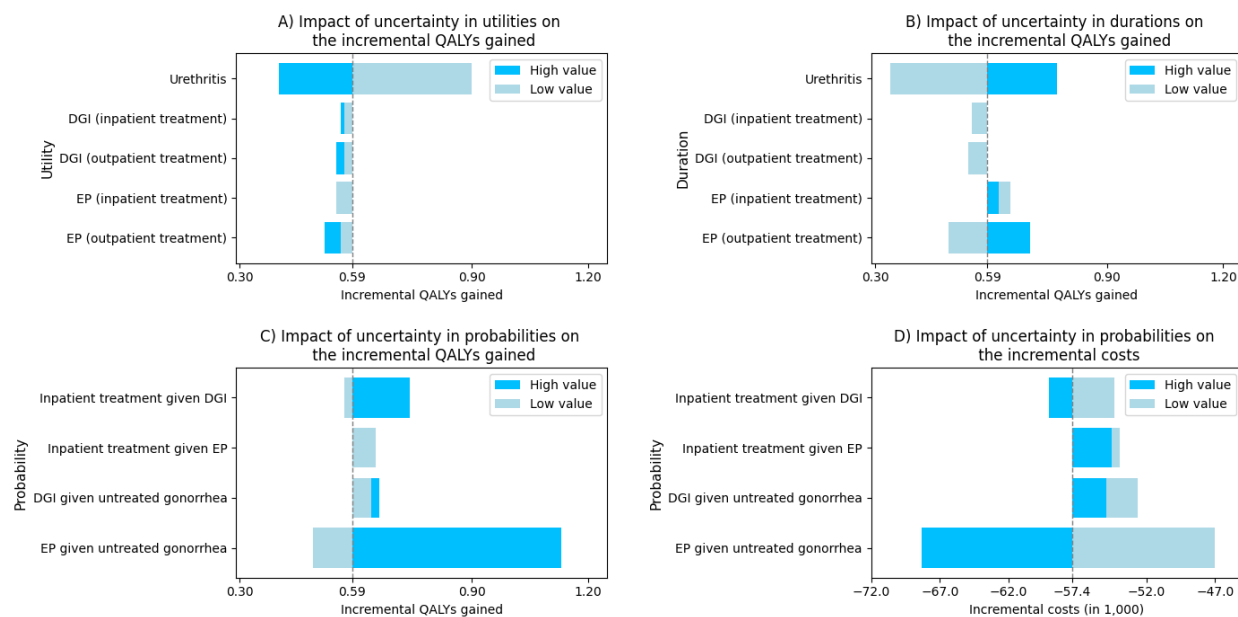 A) Impact of uncertainty in utilities on
the incremental QALYs gained
Utility
Urethritis
DGI (inpatient treatment)
DGI (outpatient treatment)
EP (inpatient treatment)
EP (outpatient treatment)
High value
Low value
0.30 0.59 0.90 1.20
Incremental QALYs gained
B) Impact of uncertainty in durations on
the incremental QALYs gained
Duration
Urethritis
DGI (inpatient treatment)
DGI (outpatient treatment)
EP (inpatient treatment)
EP (outpatient treatment)
High value
Low value
0.30 0.59 0.90 1.20
Incremental QALYs gained
C) Impact of uncertainty in probabilities on
the incremental QALYs gained
Probability
Inpatient treatment given DGI
Inpatient treatment given EP
DGI given untreated gonorrhea
EP given untreated gonorrhea
High value
Low value
0.30 0.59 0.90 1.20
Incremental QALYs gained
D) Impact of uncertainty in probabilities on
the incremental costs
Probability
Inpatient treatment given DGI
Inpatient treatment given EP
DGI given untreated gonorrhea
EP given untreated gonorrhea
High value
Low value
−72.0 −67.0 −62.0 −57.4 −52.0 −47.0
Incremental costs (in 1,000)